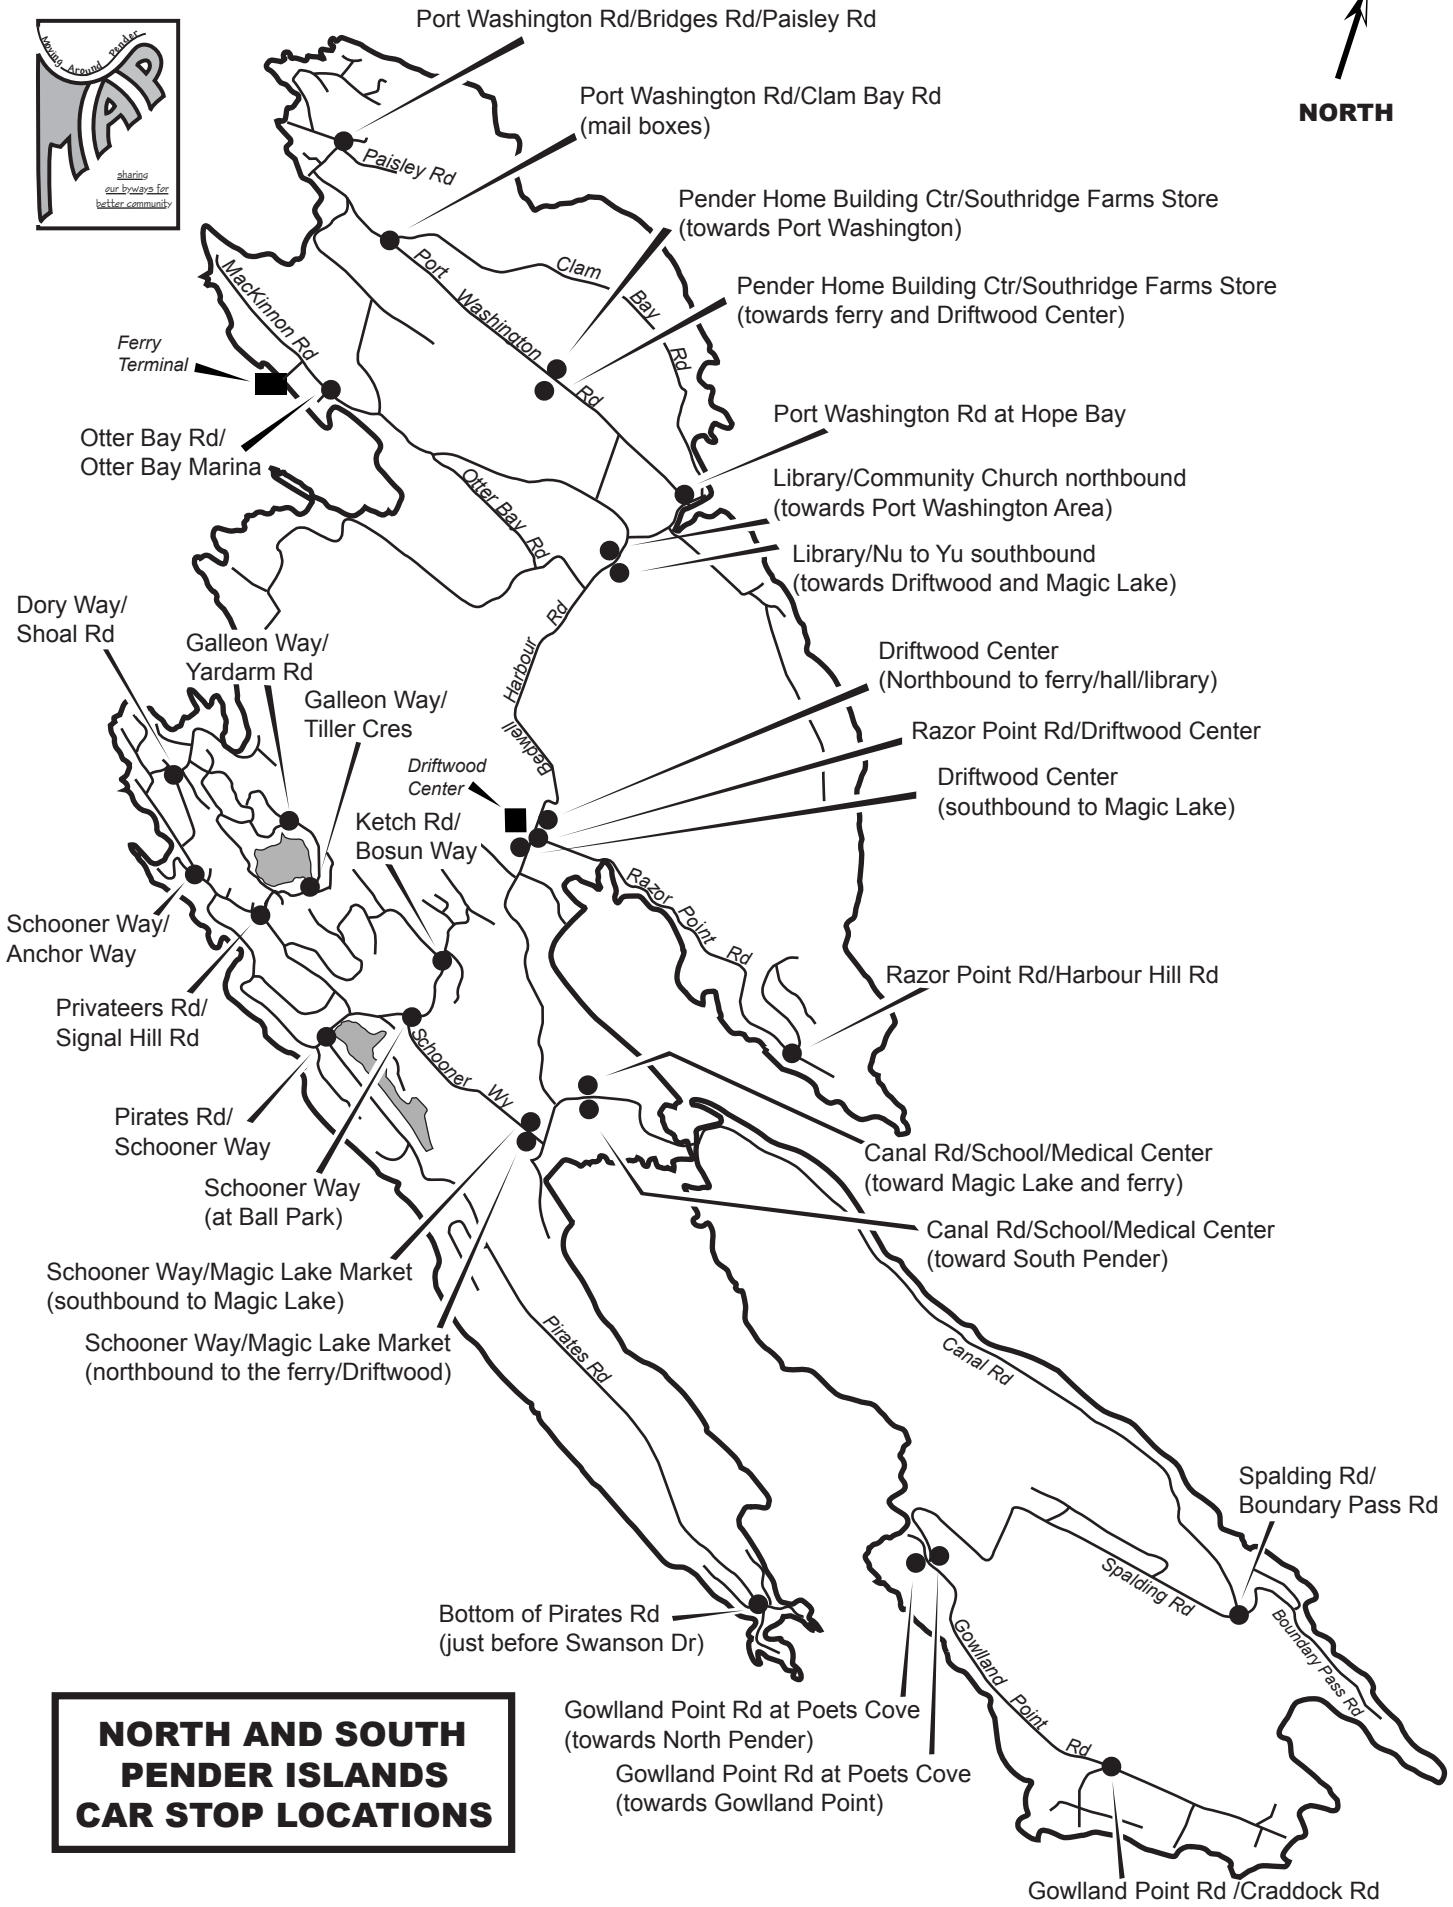 Moving Around Pender
MAP
sharing
our byways for
better community
Port Washington Rd/Bridges Rd/Paisley Rd
NORTH
Port Washington Rd/Clam Bay Rd
(mail boxes)
Paisley Rd
Pender Home Building Ctr/Southridge Farms Store
(towards Port Washington)
Port Washington Rd
Clam Bay Rd
MacKinnon Rd
Pender Home Building Ctr/Southridge Farms Store
(towards ferry and Driftwood Center)
Ferry
Terminal
Otter Bay Rd/
Otter Bay Marina
Port Washington Rd at Hope Bay
Otter Bay Rd
Library/Community Church northbound
(towards Port Washington Area)
Library/Nu to Yu southbound
(towards Driftwood and Magic Lake)
Dory Way/
Shoal Rd
Galleon Way/
Yardarm Rd
Galleon Way/
Tiller Cres
Bedwell Harbour Rd
Driftwood Center
(Northbound to ferry/hall/library)
Razor Point Rd/Driftwood Center
Driftwood
Center
Driftwood Center
(southbound to Magic Lake)
Ketch Rd/
Bosun Way
Razor Point Rd
Schooner Way/
Anchor Way
Razor Point Rd/Harbour Hill Rd
Privateers Rd/
Signal Hill Rd
Schooner Wy
Pirates Rd/
Schooner Way
Canal Rd/School/Medical Center
(toward Magic Lake and ferry)
Schooner Way
(at Ball Park)
Canal Rd/School/Medical Center
(toward South Pender)
Schooner Way/Magic Lake Market
(southbound to Magic Lake)
Schooner Way/Magic Lake Market
(northbound to the ferry/Driftwood)
Pirates Rd
Canal Rd
Spalding Rd/
Boundary Pass Rd
Spalding Rd
Boundary Pass Rd
Bottom of Pirates Rd
(just before Swanson Dr)
Gowlland Point Rd
Gowlland Point Rd at Poets Cove
(towards North Pender)
Gowlland Point Rd at Poets Cove
(towards Gowlland Point)
NORTH AND SOUTH
PENDER ISLANDS
CAR STOP LOCATIONS
Gowlland Point Rd /Craddock Rd